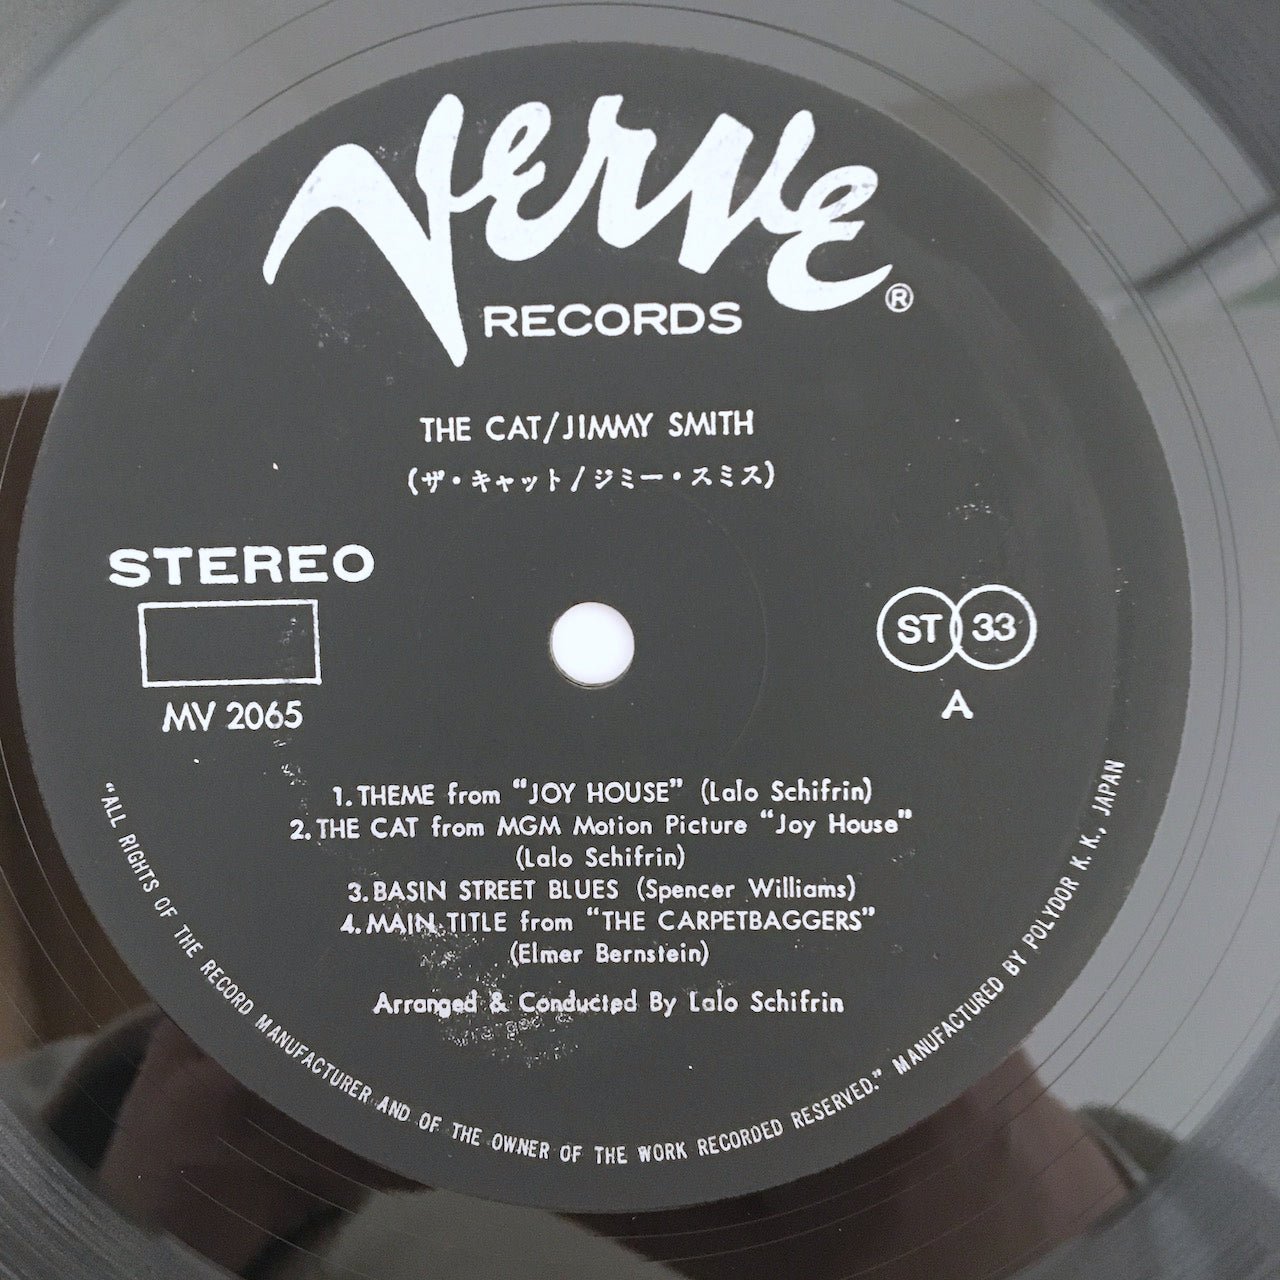 Verve
RECORDS ®
THE CAT/JIMMY SMITH
(ザ・キャット/ジミー・スミス)
STEREO
MV 2065
ST 33
A
1. THEME from "JOY HOUSE" (Lalo Schifrin)
2. THE CAT from MGM Motion Picture "Joy House"
(Lalo Schifrin)
3. BASIN STREET BLUES (Spencer Williams)
4. MAIN TITLE from "THE CARPETBAGGERS"
(Elmer Bernstein)
Arranged & Conducted By Lalo Schifrin
"ALL RIGHTS OF THE RECORD MANUFACTURER AND OF THE OWNER OF THE WORK RECORDED RESERVED." MANUFACTURED BY POLYDOR K. K., JAPAN